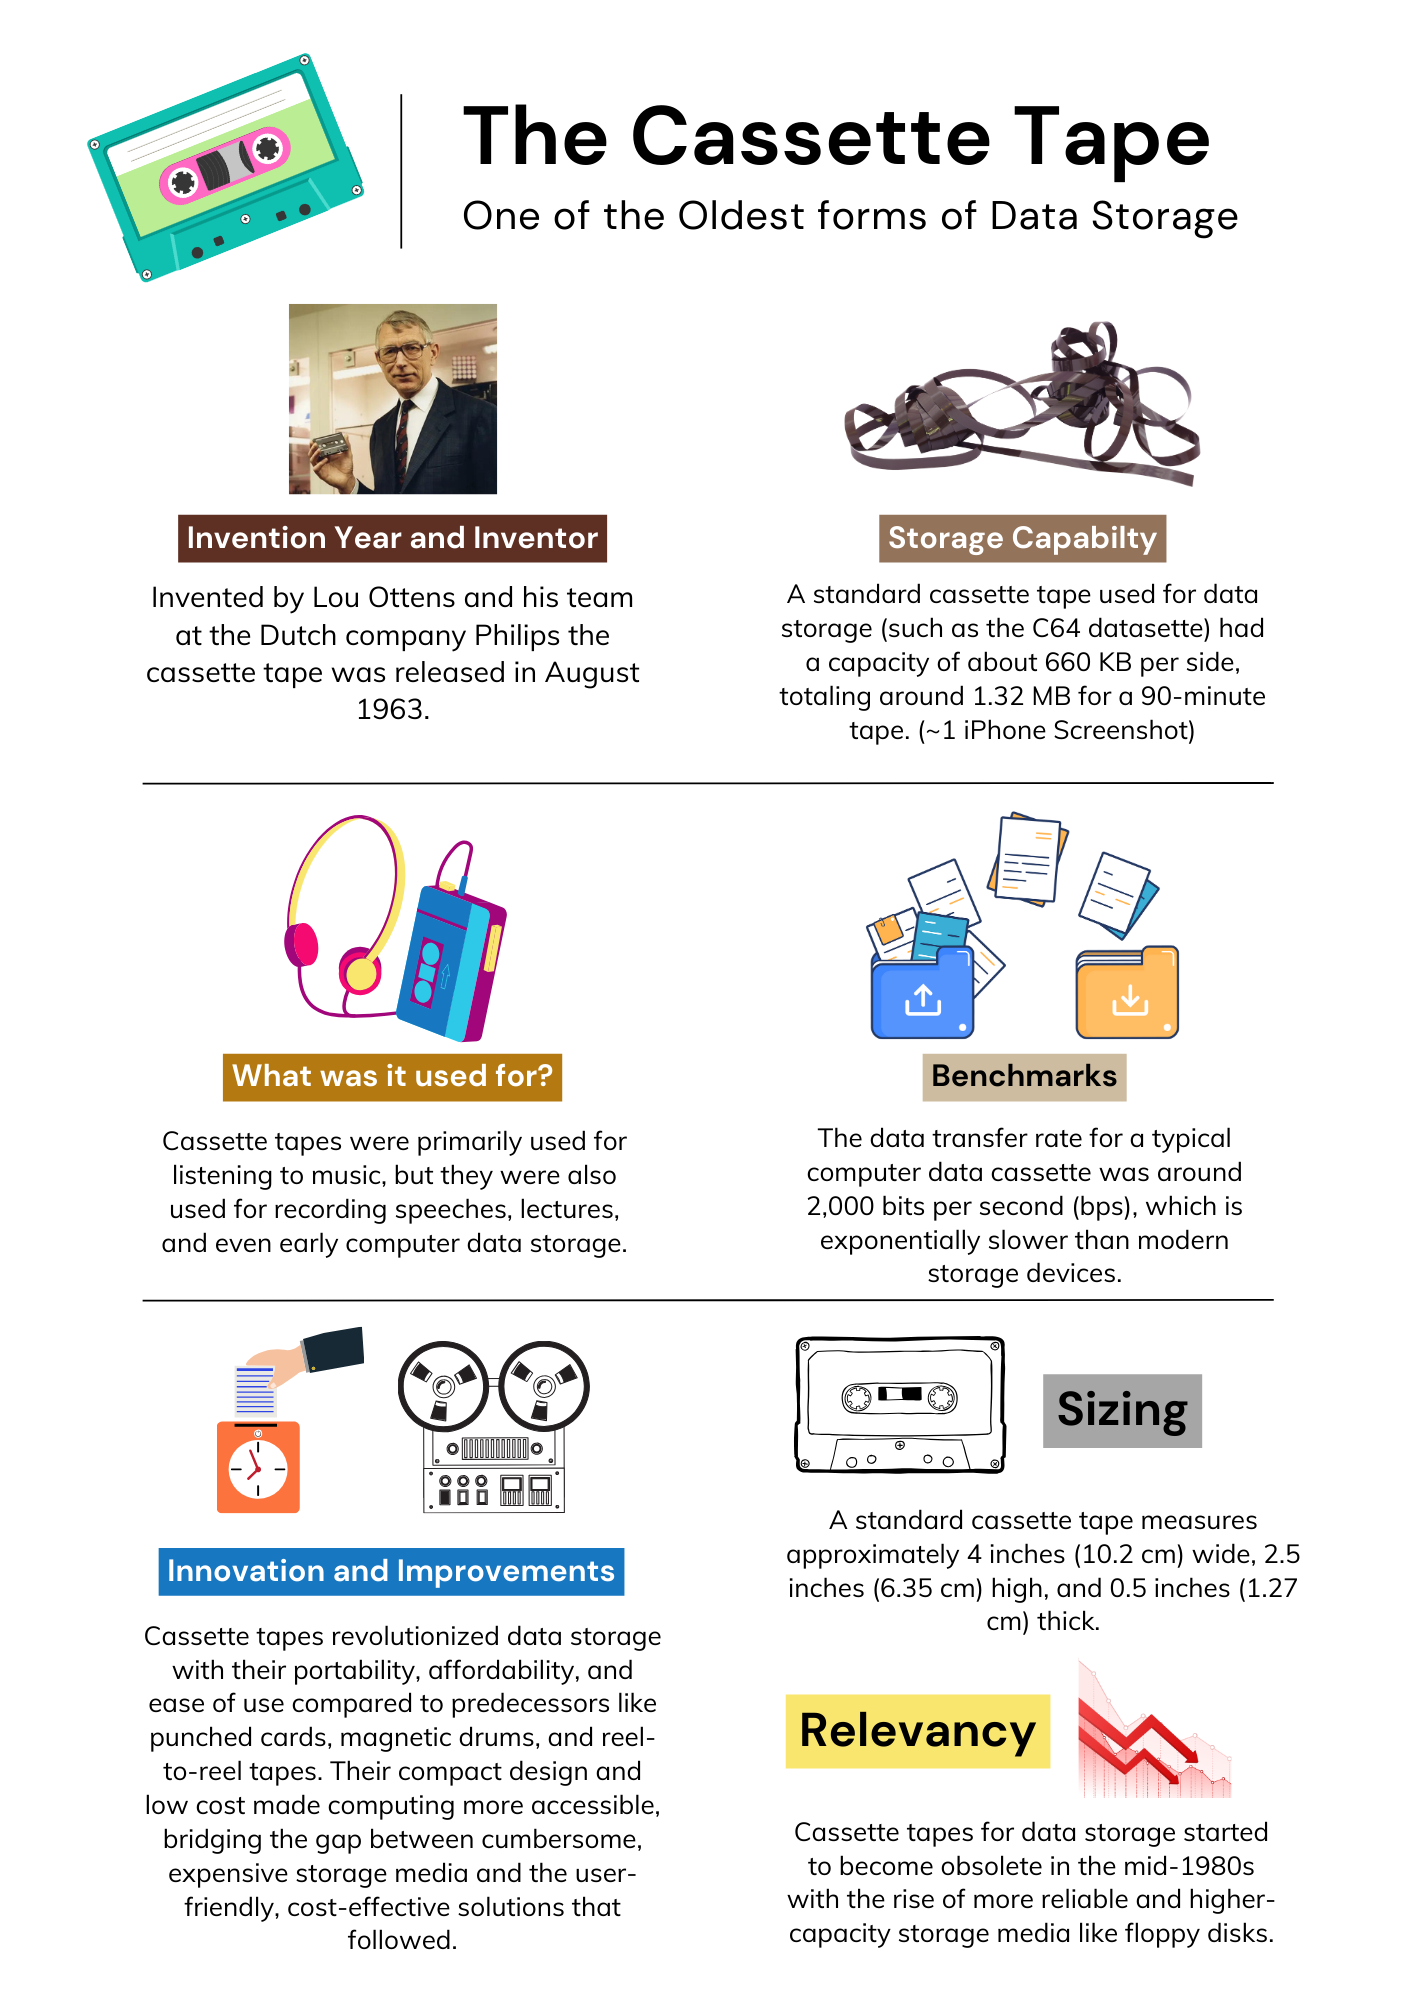 The Cassette Tape
One of the Oldest forms of Data Storage
Invention Year and Inventor
Invented by Lou Ottens and his team
at the Dutch company Philips the
cassette tape was released in August
1963.
Storage Capabilty
A standard cassette tape used for data
storage (such as the C64 datasette) had
a capacity of about 660 KB per side,
totaling around 1.32 MB for a 90-minute
tape. (~1 iPhone Screenshot)
What was it used for?
Cassette tapes were primarily used for
listening to music, but they were also
used for recording speeches, lectures,
and even early computer data storage.
Benchmarks
The data transfer rate for a typical
computer data cassette was around
2,000 bits per second (bps), which is
exponentially slower than modern
storage devices.
Innovation and Improvements
Cassette tapes revolutionized data storage
with their portability, affordability, and
ease of use compared to predecessors like
punched cards, magnetic drums, and reel-
to-reel tapes. Their compact design and
low cost made computing more accessible,
bridging the gap between cumbersome,
expensive storage media and the user-
friendly, cost-effective solutions that
followed.
Sizing
A standard cassette tape measures
approximately 4 inches (10.2 cm) wide, 2.5
inches (6.35 cm) high, and 0.5 inches (1.27
cm) thick.
Relevancy
Cassette tapes for data storage started
to become obsolete in the mid-1980s
with the rise of more reliable and higher-
capacity storage media like floppy disks.